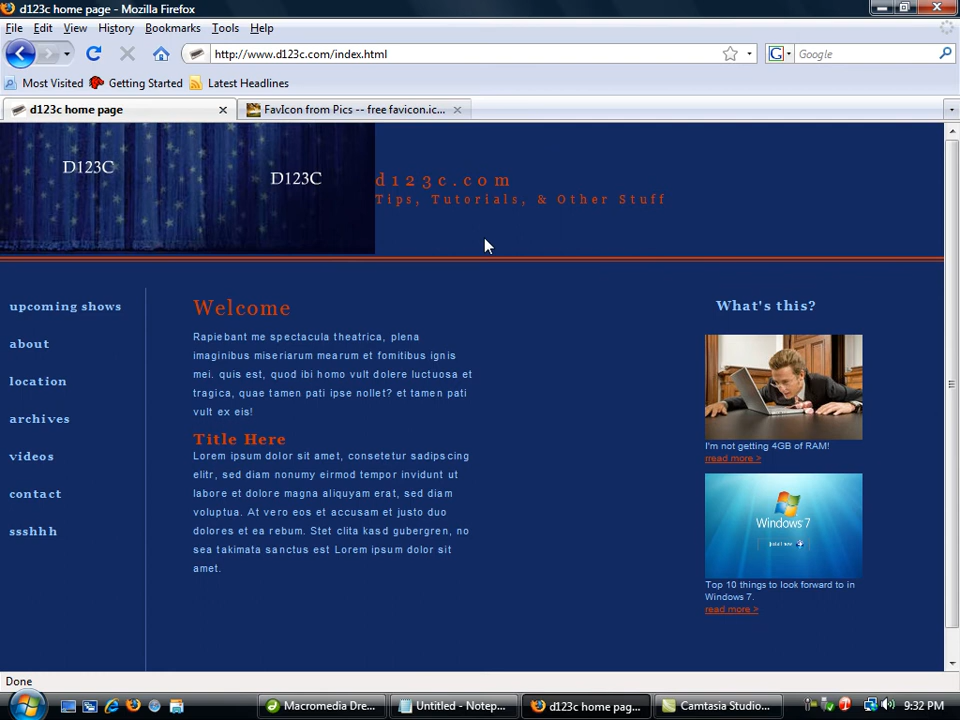 d123c home page - Mozilla Firefox
File Edit View History Bookmarks Tools Help
http://www.d123c.com/index.html
G Google
Most Visited Getting Started Latest Headlines
d123c home page FavIcon from Pics -- free favicon.ic...
D123C
D123C
d123c.com
Tips, Tutorials, & Other Stuff
upcoming shows
about
location
archives
videos
contact
ssshhh
Welcome
Rapiebant me spectacula theatrica, plena
imaginibus miseriarum mearum et fomitibus ignis
mei. quis est, quod ibi homo vult dolere luctuosa et
tragica, quae tamen pati ipse nollet? et tamen pati
vult ex eis!
Title Here
Lorem ipsum dolor sit amet, consetetur sadipscing
elitr, sed diam nonumy eirmod tempor invidunt ut
labore et dolore magna aliquyam erat, sed diam
voluptua. At vero eos et accusam et justo duo
dolores et ea rebum. Stet clita kasd gubergren, no
sea takimata sanctus est Lorem ipsum dolor sit
amet.
What's this?
I'm not getting 4GB of RAM!
rread more >
Windows 7
Install now
Top 10 things to look forward to in
Windows 7.
read more >
Done
Macromedia Dre... Untitled - Notep... d123c home pag... Camtasia Studio... 9:32 PM